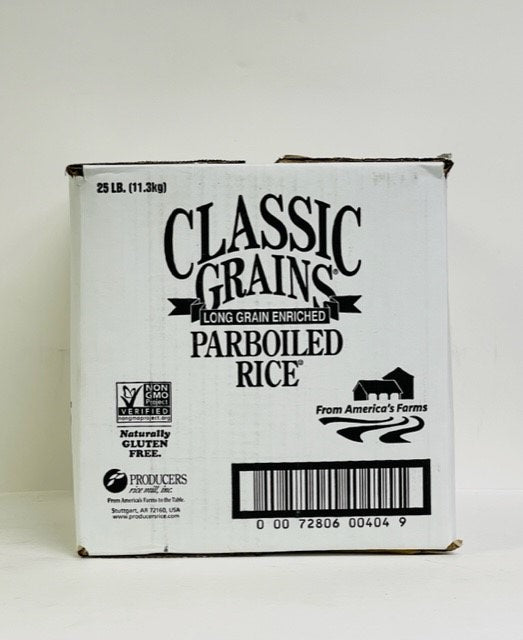 25 LB. (11.3kg)
CLASSIC
GRAINS®
LONG GRAIN ENRICHED
PARBOILED
RICE®
NON
GMO
Project
VERIFIED
nongmoproject.org
Naturally
GLUTEN
FREE.
PRODUCERS
rice mill, inc.
From America's Farms to the Table.
Stuttgart, AR 72160, USA
www.producersrice.com
From America's Farms
0 00 72806 00404 9